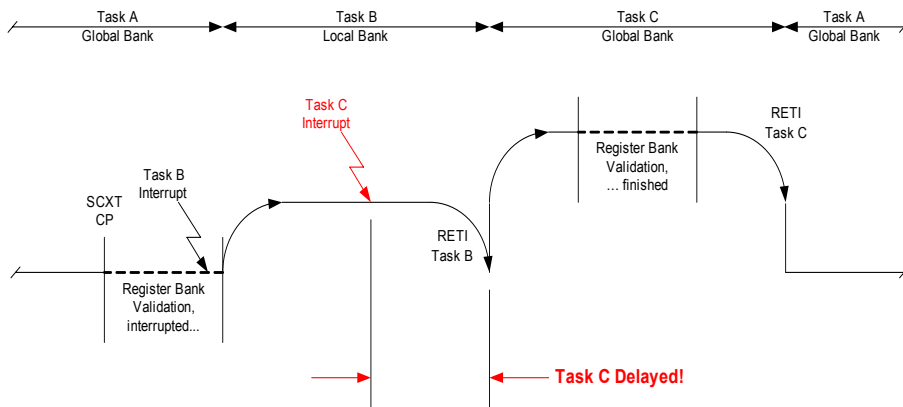 Task A
Global Bank
Task B
Local Bank
Task C
Global Bank
Task A
Global Bank
Task C
Interrupt
RETI
Task C
Register Bank
Validation,
... finished
Task B
Interrupt
SCXT
CP
RETI
Task B
Register Bank
Validation,
interrupted...
Task C Delayed!